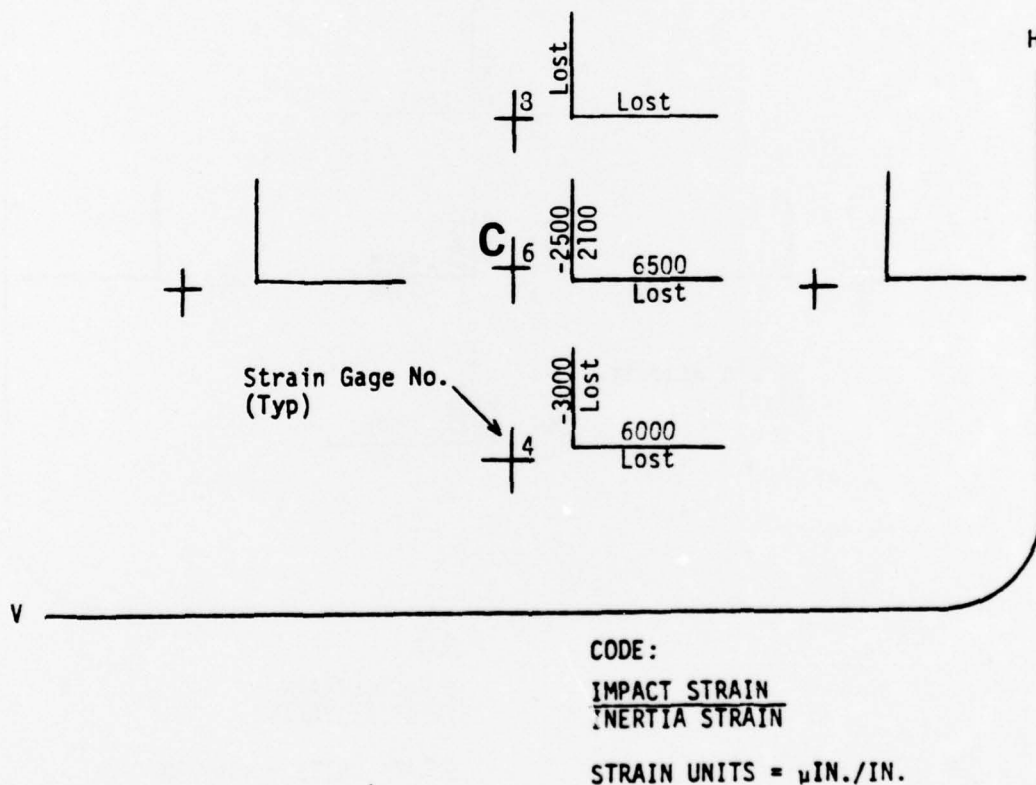 H
Lost
3
Lost
C
6
-2500
2100
6500
Lost
Strain Gage No.
(Typ)
-3000
Lost
4
6000
Lost
V
CODE:
IMPACT STRAIN
INERTIA STRAIN
STRAIN UNITS = µIN./IN.